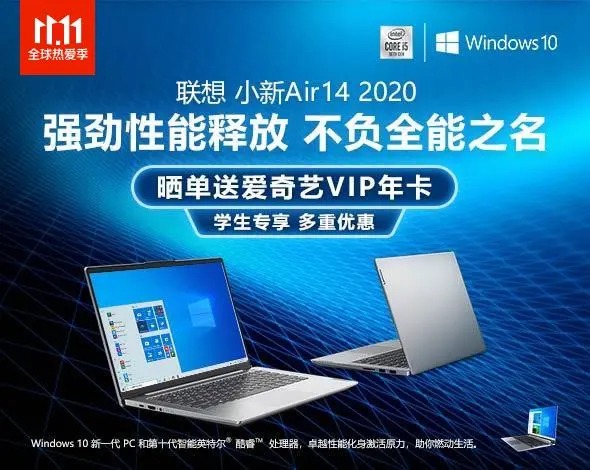 11.11
全球热爱季
intel
CORE i5
Windows 10
联想 小新Air14 2020
强劲性能释放 不负全能之名
晒单送爱奇艺VIP年卡
学生专享 多重优惠
Windows 10 新一代 PC 和第十代智能英特尔® 酷睿™ 处理器，卓越性能化身激活原力，助你燃动生活。